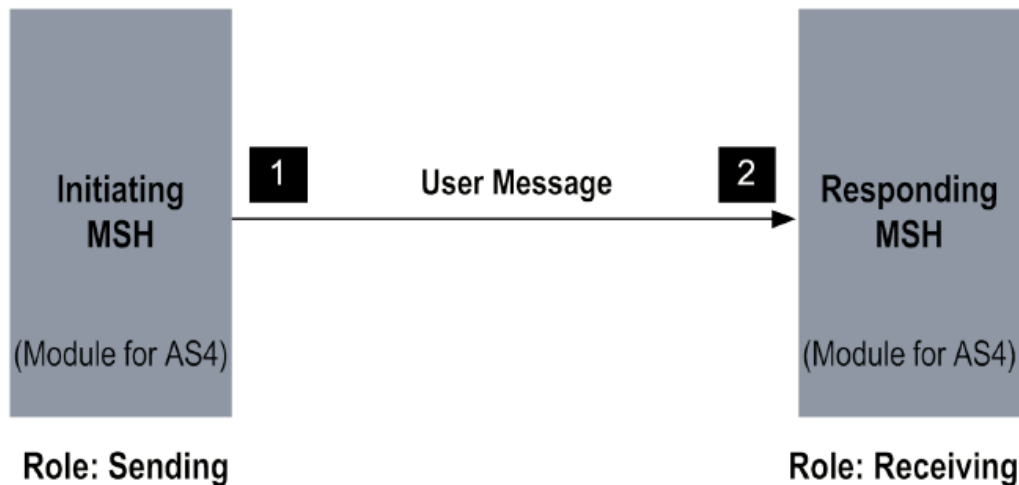 Initiating
MSH
(Module for AS4)
Role: Sending
1
User Message
2
Responding
MSH
(Module for AS4)
Role: Receiving